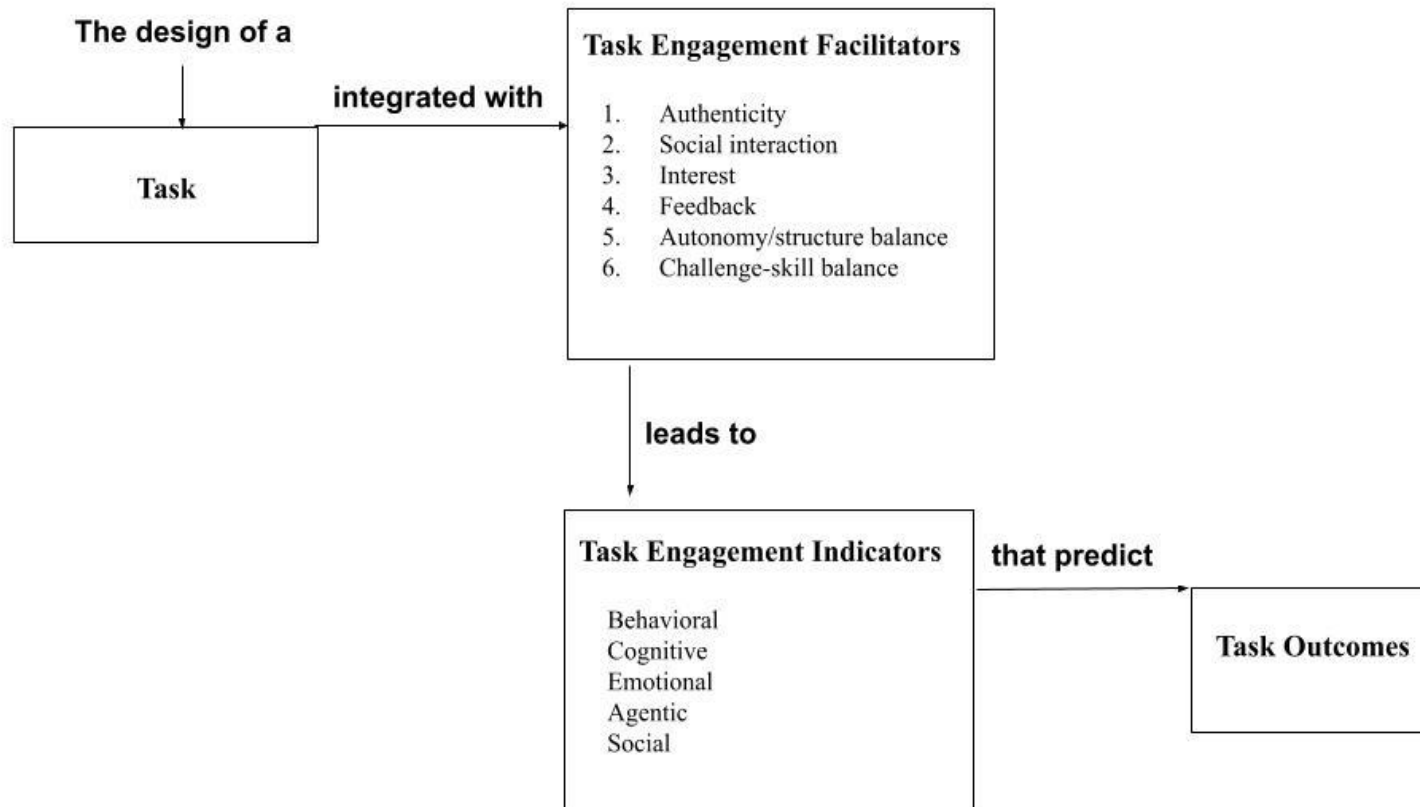 The design of a
Task
integrated with
Task Engagement Facilitators
1. Authenticity
2. Social interaction
3. Interest
4. Feedback
5. Autonomy/structure balance
6. Challenge-skill balance
leads to
Task Engagement Indicators
Behavioral
Cognitive
Emotional
Agentic
Social
that predict
Task Outcomes